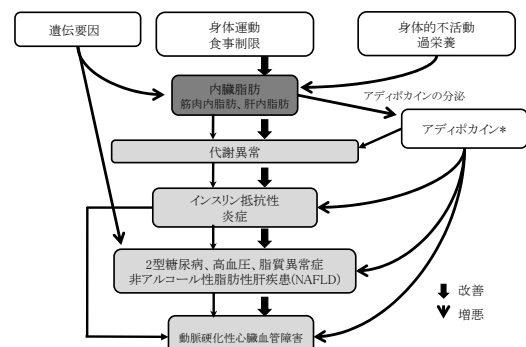 遺伝要因
身体運動
食事制限
身体的不活動
過栄養
内臓脂肪
筋肉内脂肪、肝内脂肪
アディポカインの分泌
アディポカイン*
代謝異常
インスリン抵抗性
炎症
2型糖尿病、高血圧、脂質異常症
非アルコール性脂肪性肝疾患(NAFLD)
動脈硬化性心臓血管障害
改善
増悪